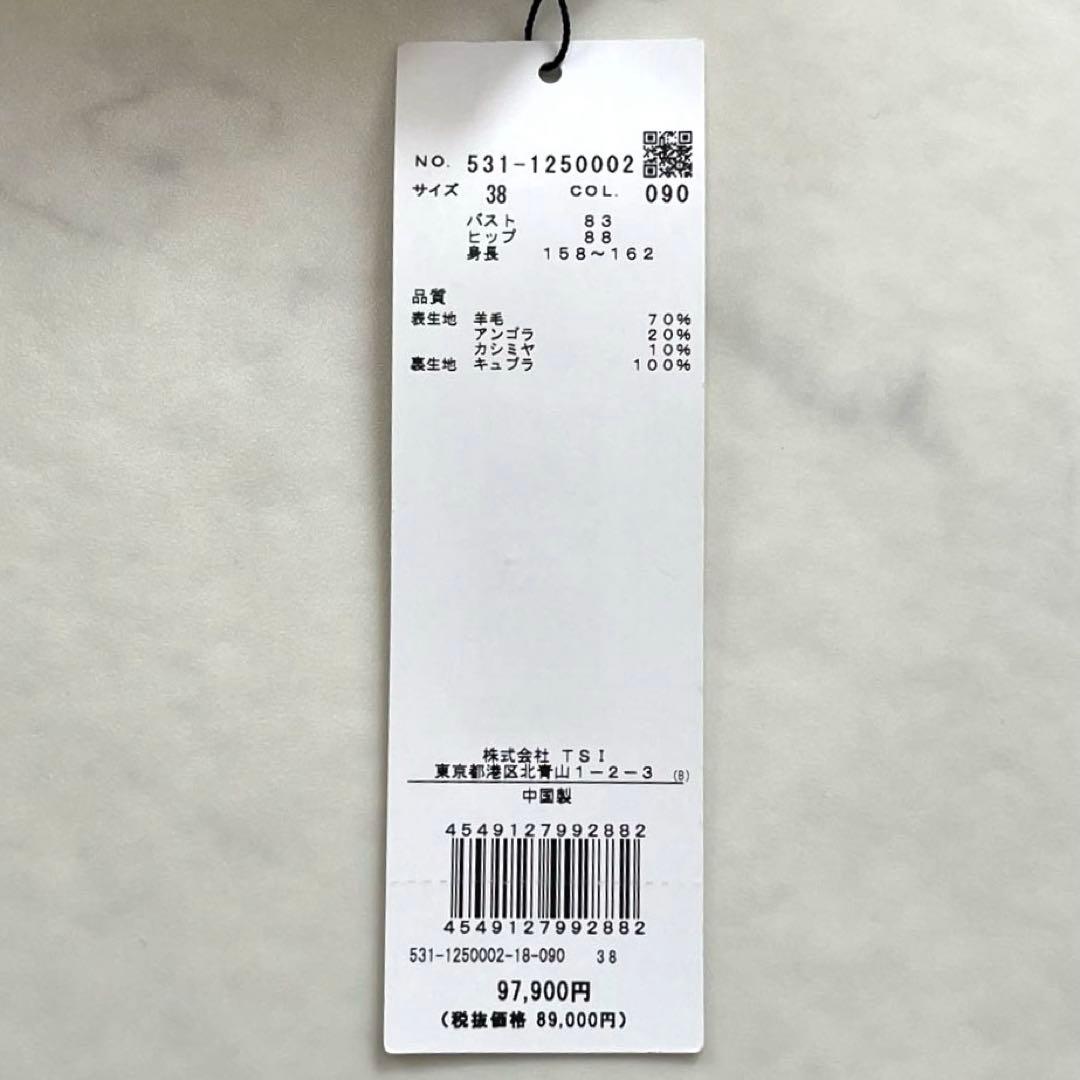 NO. 531-1250002
サイズ 38 COL. 090
バスト 83
ヒップ 88
身長 158～162
品質
表生地 羊毛 70%
アンゴラ 20%
カシミヤ 10%
裏生地 キュプラ 100%
株式会社 TSI
東京都港区北青山1-2-3 (B)
中国製
4549127992882
4549127992882
531-1250002-18-090 38
97,900円
(税抜価格 89,000円)